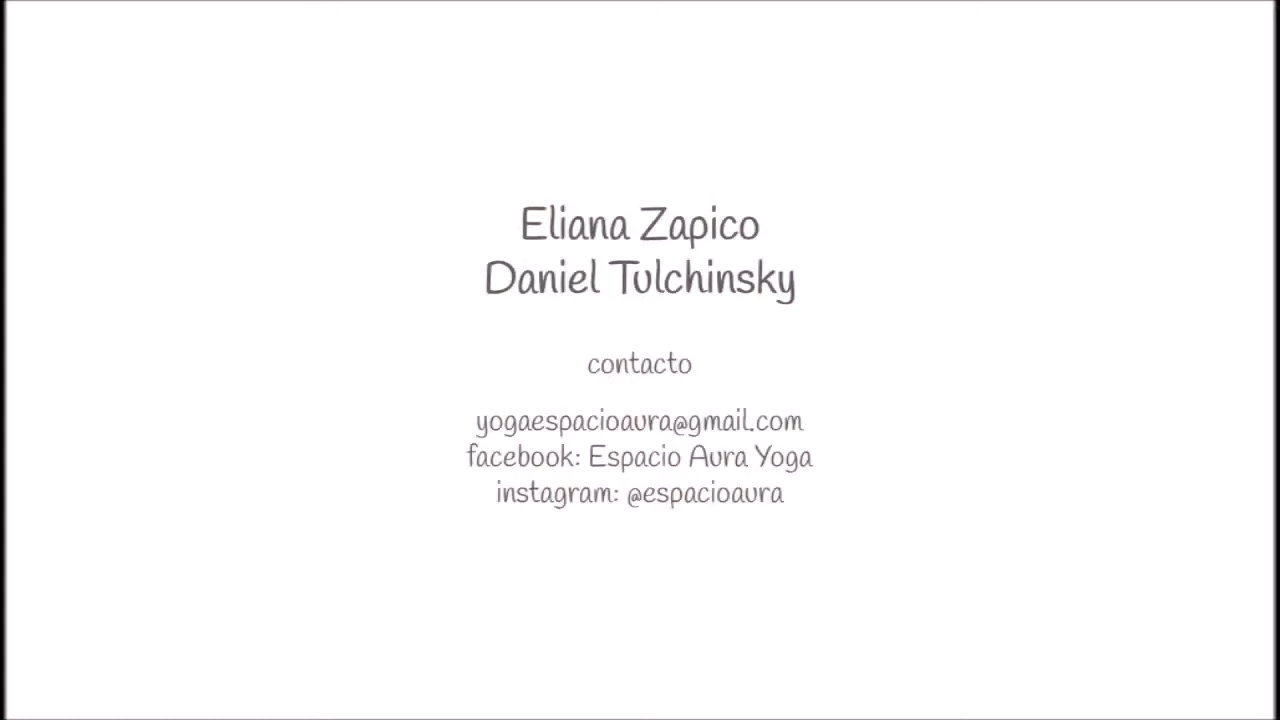 Eliana Zapico
Daniel Tulchinsky
contacto
yogaespacioaura@gmail.com
facebook: Espacio Aura Yoga
instagram: @espacioaura